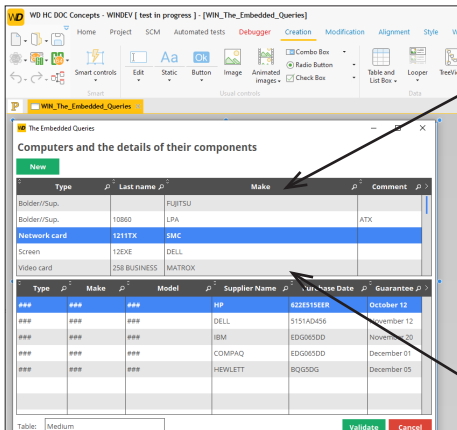 WD HC DOC Concepts - WINDEV [ test in progress ] - [WIN_The_Embedded_Queries]
Home Project SCM Automated tests Debugger Creation Modification Alignment Style
Smart controls Edit Static Button Image Animated images Combo Box Radio Button Check Box Table and List Box Looper
Aa Ok
Smart Usual controls Data
WIN_The_Embedded_Queries
The Embedded Queries
Computers and the details of their components
New
Type Last name Make Comment
Bolder//Sup. FUJITSU
Bolder//Sup. 10860 LPA ATX
Network card 1211TX SMC
Screen 12EXE DELL
Video card 258 BUSINESS MATROX
Type Make Model Supplier Name Purchase Date Guarantee
### ### ### HP 622E515EER October 12
### ### ### DELL 5151AD456 November 12
### ### ### IBM EDG065DD November 20
### ### ### COMPAQ EDG065DD December 01
### ### ### HEWLETT BQG5DG December 05
Table: Medium Validate Cancel